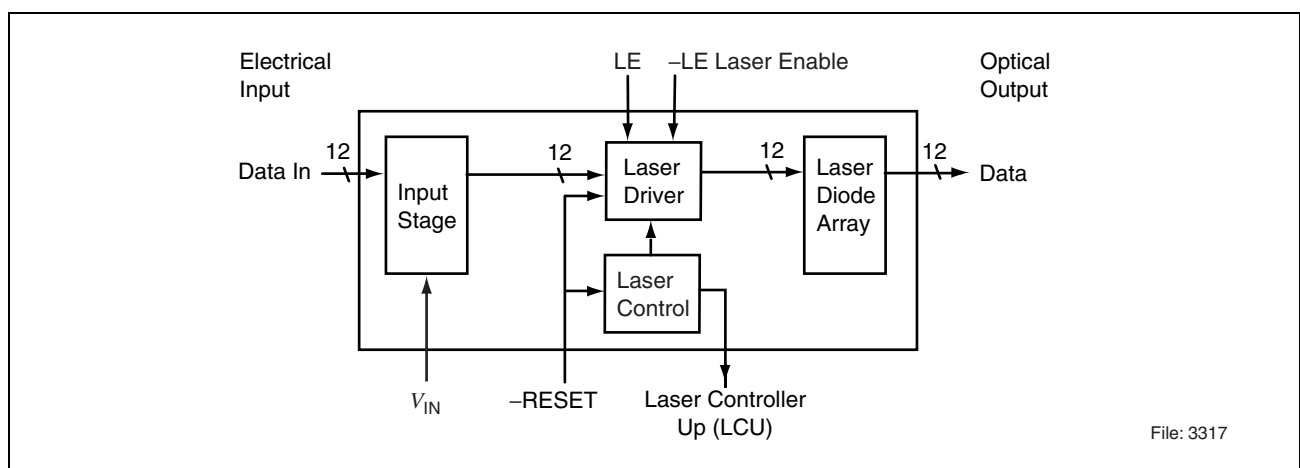 Electrical
Input
LE
–LE Laser Enable
Optical
Output
Data In
12
Input
Stage
12
Laser
Driver
12
Laser
Diode
Array
12
Data
Laser
Control
VIN
–RESET
Laser Controller
Up (LCU)
File: 3317